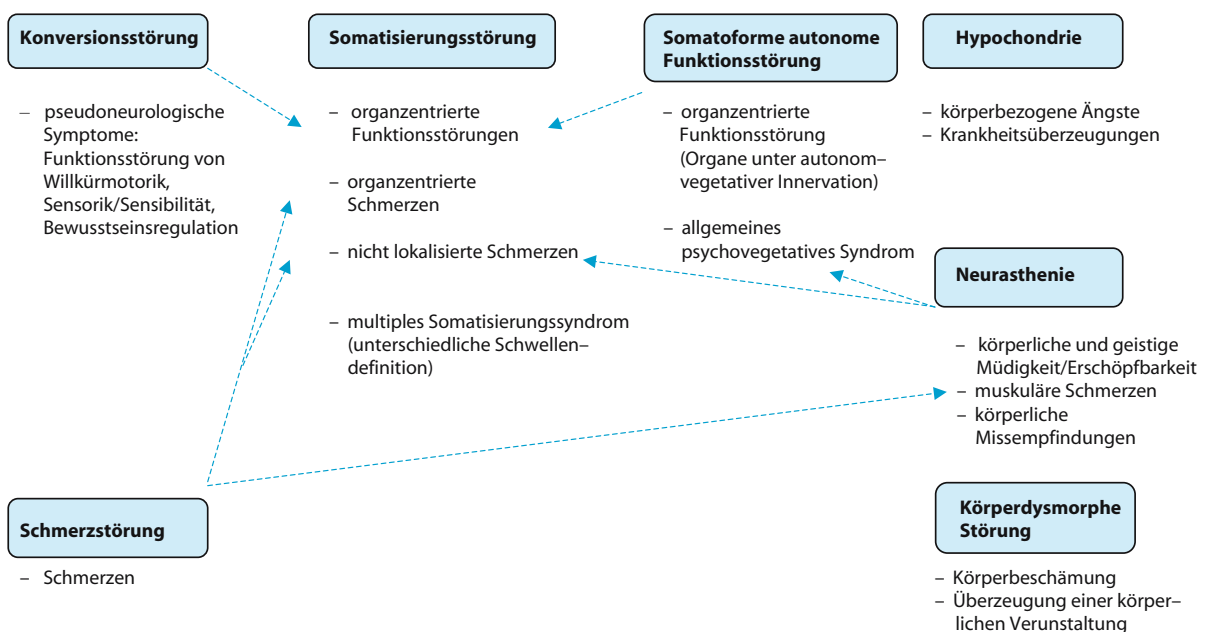 Konversionsstörung
– pseudoneurologische
Symptome:
Funktionsstörung von
Willkürmotorik,
Sensorik/Sensibilität,
Bewusstseinsregulation
Somatisierungsstörung
– organzentrierte
Funktionsstörungen
– organzentrierte
Schmerzen
– nicht lokalisierte Schmerzen
– multiples Somatisierungssyndrom
(unterschiedliche Schwellen–
definition)
Somatoforme autonome
Funktionsstörung
– organzentrierte
Funktionsstörung
(Organe unter autonom–
vegetativer Innervation)
– allgemeines
psychovegetatives Syndrom
Hypochondrie
– körperbezogene Ängste
– Krankheitsüberzeugungen
Neurasthenie
– körperliche und geistige
Müdigkeit/Erschöpfbarkeit
– muskuläre Schmerzen
– körperliche
Missempfindungen
Schmerzstörung
– Schmerzen
Körperdysmorphe
Störung
– Körperbeschämung
– Überzeugung einer körper–
lichen Verunstaltung